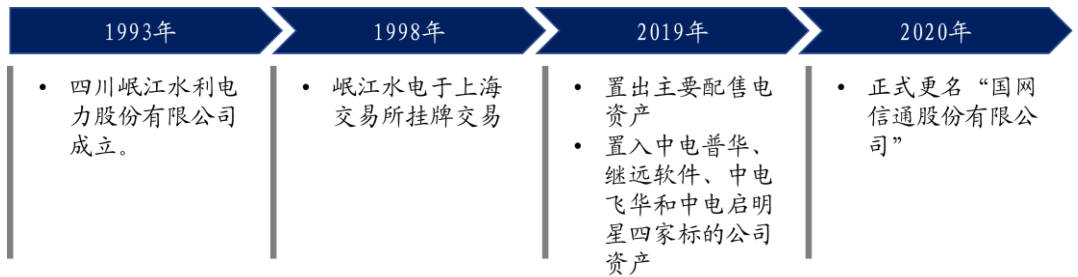 1993年
1998年
2019年
2020年
• 四川岷江水利电
力股份有限公司
成立。
• 岷江水电于上海
交易所挂牌交易
• 置出主要配售电
资产
• 置入中电普华、
继远软件、中电
飞华和中电启明
星四家标的公司
资产
• 正式更名“国网
信通股份有限公
司”